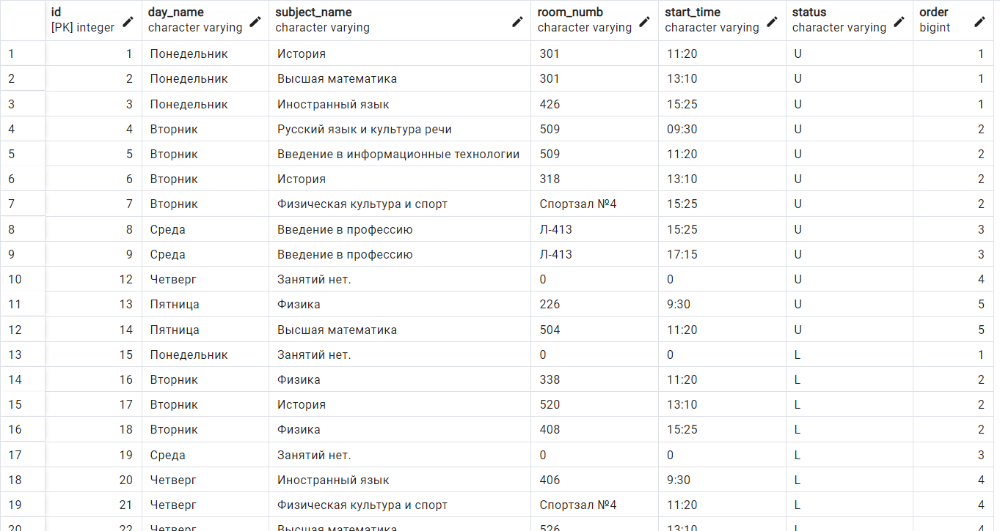 id day_name subject_name room_numb start_time status order
[PK] integer character varying character varying character varying character varying character varying bigint
1 1 Понедельник История 301 11:20 U 1
2 2 Понедельник Высшая математика 301 13:10 U 1
3 3 Понедельник Иностранный язык 426 15:25 U 1
4 4 Вторник Русский язык и культура речи 509 09:30 U 2
5 5 Вторник Введение в информационные технологии 509 11:20 U 2
6 6 Вторник История 318 13:10 U 2
7 7 Вторник Физическая культура и спорт Спортзал №4 15:25 U 2
8 8 Среда Введение в профессию Л-413 15:25 U 3
9 9 Среда Введение в профессию Л-413 17:15 U 3
10 12 Четверг Занятий нет. 0 0 U 4
11 13 Пятница Физика 226 9:30 U 5
12 14 Пятница Высшая математика 504 11:20 U 5
13 15 Понедельник Занятий нет. 0 0 L 1
14 16 Вторник Физика 338 11:20 L 2
15 17 Вторник История 520 13:10 L 2
16 18 Вторник Физика 408 15:25 L 2
17 19 Среда Занятий нет. 0 0 L 3
18 20 Четверг Иностранный язык 406 9:30 L 4
19 21 Четверг Физическая культура и спорт Спортзал №4 11:20 L 4
20 22 Четверг Высшая математика 526 13:10 L 4